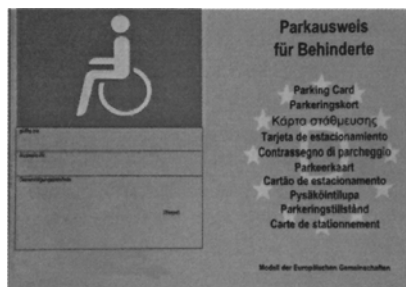 Parkausweis
für Behinderte
Parking Card
Parkeringskort
Κάρτα στάθμευσης
Tarjeta de estacionamiento
Contrassegno di parcheggio
Parkeerkaart
Cartão de estacionamento
Pysäköintilupa
Parkeringstillstånd
Carte de stationnement
Modell der Europäischen Gemeinschaften